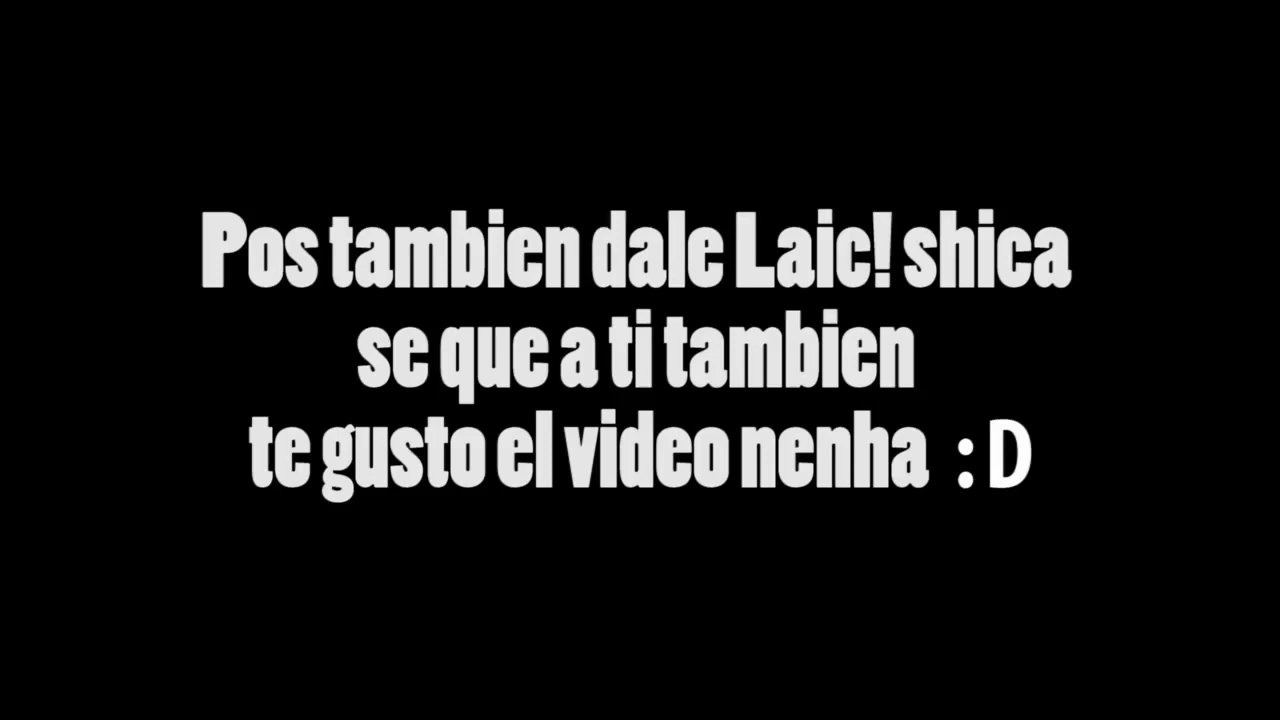 Pos tambien dale Laic! shica
se que a ti tambien
te gusto el video nenha :D